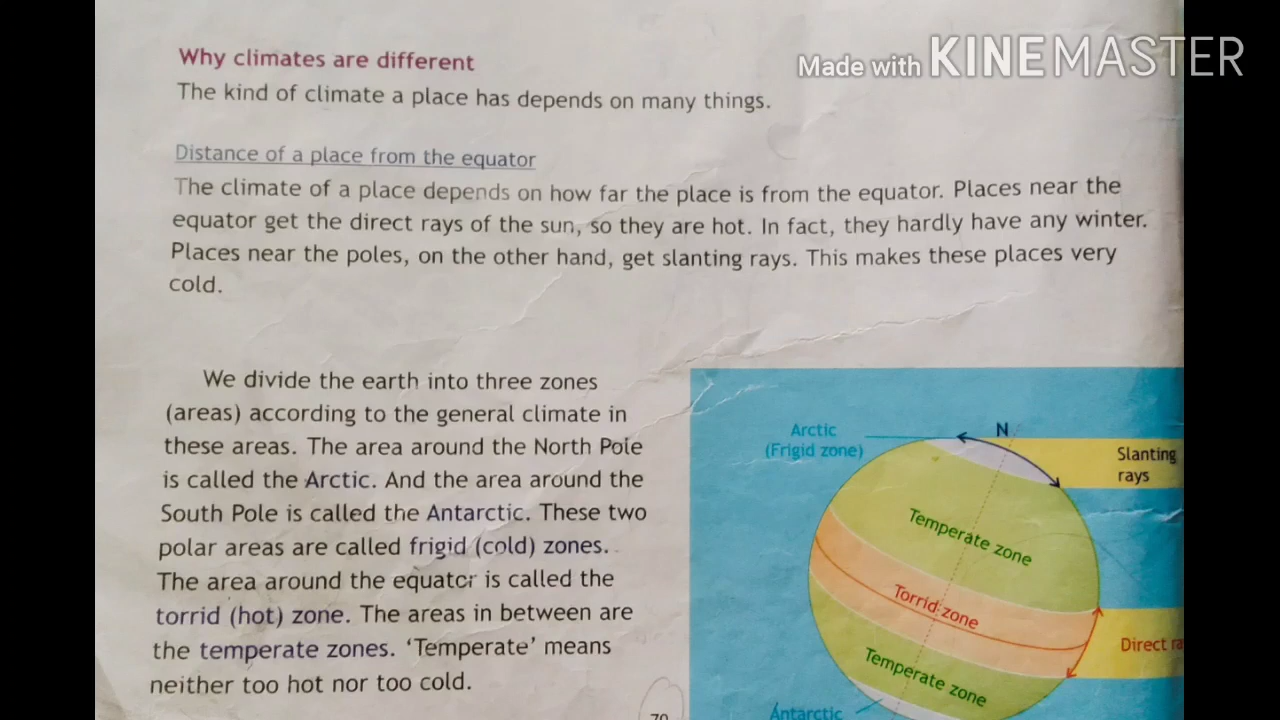 Made with KINEMASTER
Why climates are different
The kind of climate a place has depends on many things.
Distance of a place from the equator
The climate of a place depends on how far the place is from the equator. Places near the
equator get the direct rays of the sun, so they are hot. In fact, they hardly have any winter.
Places near the poles, on the other hand, get slanting rays. This makes these places very
cold.
We divide the earth into three zones
(areas) according to the general climate in
these areas. The area around the North Pole
is called the Arctic. And the area around the
South Pole is called the Antarctic. These two
polar areas are called frigid (cold) zones.
The area around the equator is called the
torrid (hot) zone. The areas in between are
the temperate zones. ‘Temperate’ means
neither too hot nor too cold.
Arctic
(Frigid zone)
N
Slanting
rays
Temperate zone
Torrid zone
Direct
Temperate zone
Antarctic